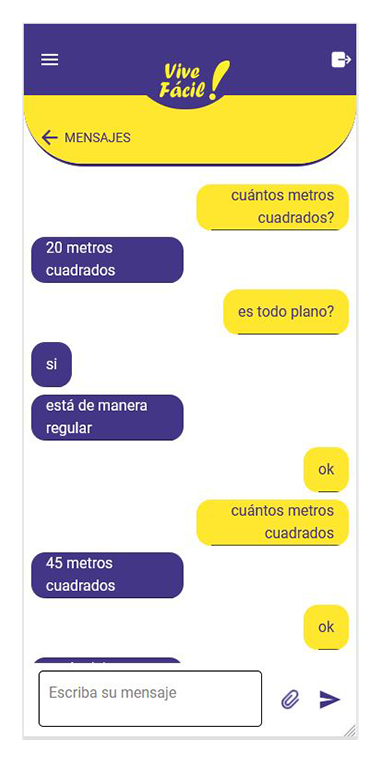 Vive
Fácil!
MENSAJES
cuántos metros
cuadrados?
20 metros
cuadrados
es todo plano?
si
está de manera
regular
ok
cuántos metros
cuadrados
45 metros
cuadrados
ok
Escriba su mensaje